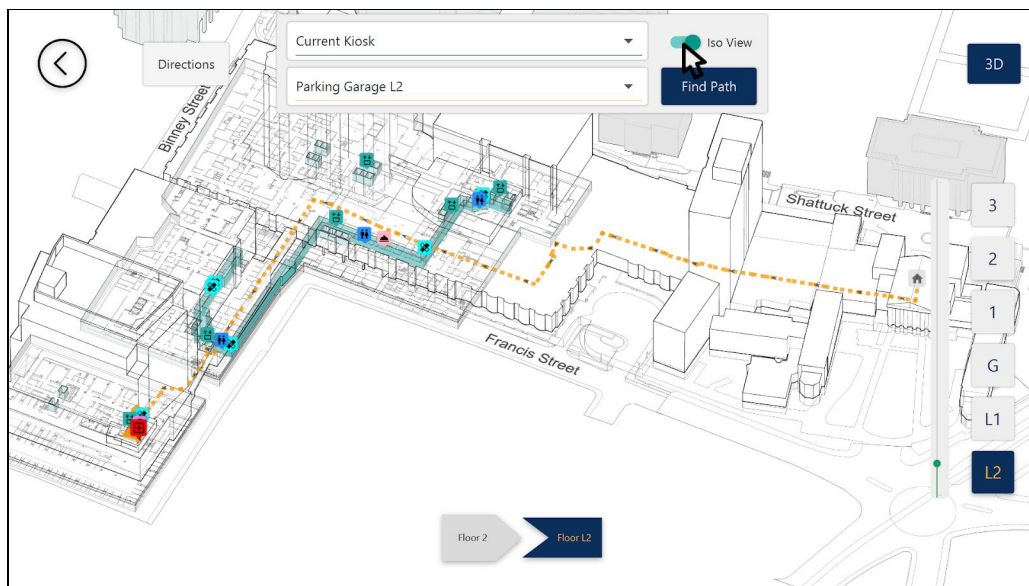 Current Kiosk
Iso View
Directions
3D
Parking Garage L2
Find Path
Binney Street
Shattuck Street
3
2
1
Francis Street
G
L1
L2
Floor 2
Floor L2